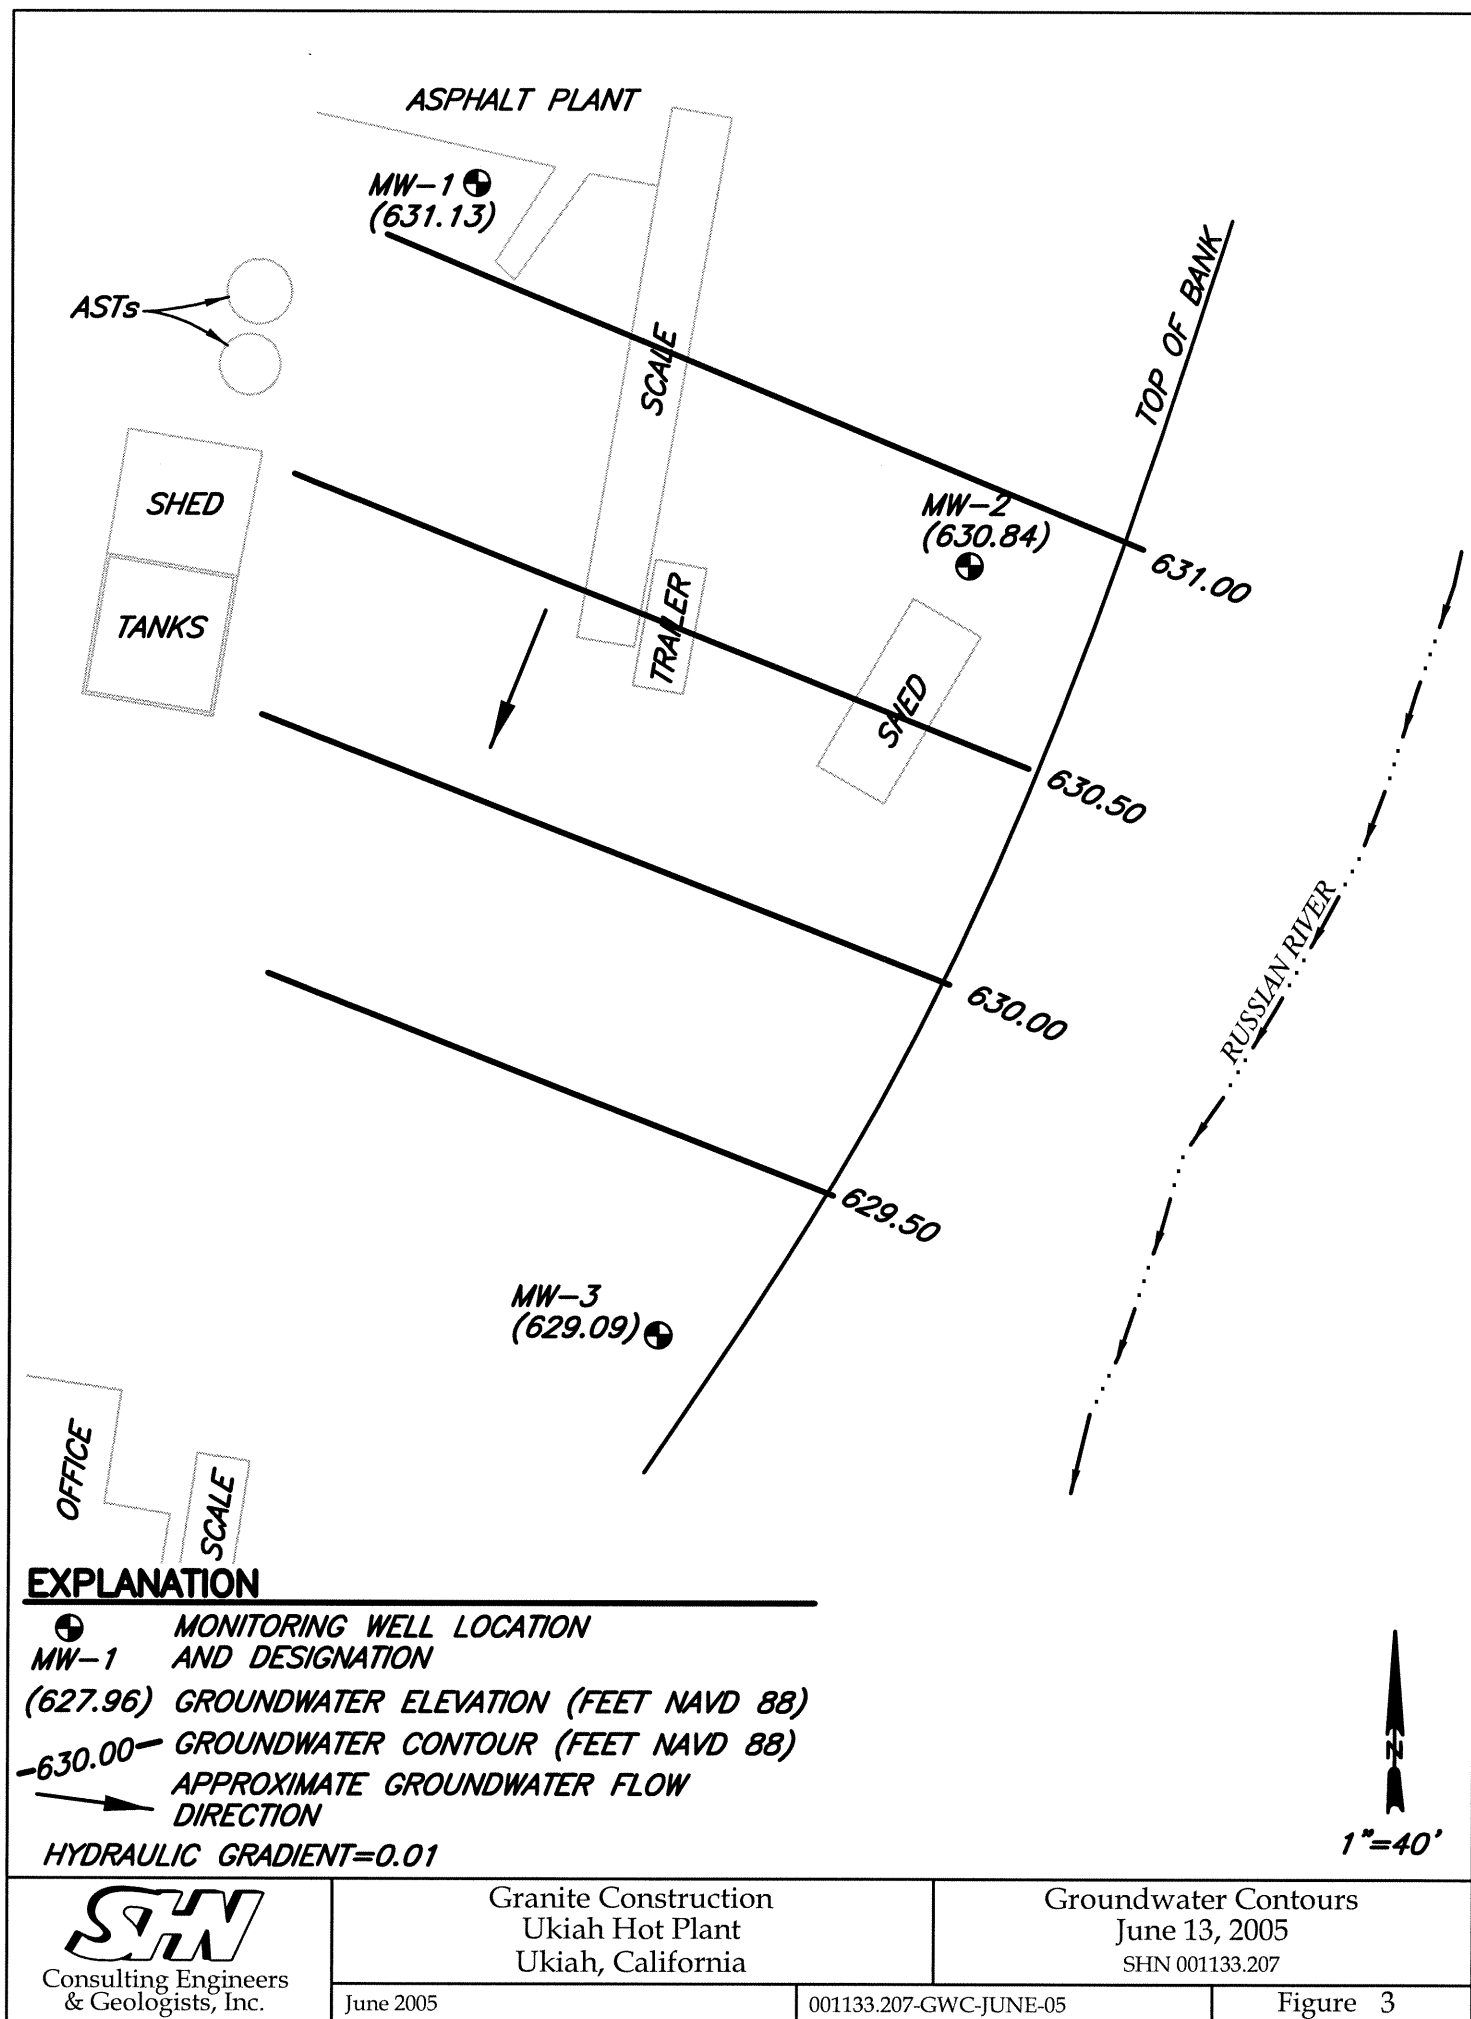 ASPHALT PLANT
MW-1
(631.13)
ASTs
SCALE
TOP OF BANK
SHED
TANKS
MW-2
(630.84)
631.00
TRAILER
SHED
630.50
RUSSIAN RIVER
630.00
629.50
MW-3
(629.09)
OFFICE
SCALE
EXPLANATION
MW-1
MONITORING WELL LOCATION
AND DESIGNATION
(627.96) GROUNDWATER ELEVATION (FEET NAVD 88)
-630.00- GROUNDWATER CONTOUR (FEET NAVD 88)
APPROXIMATE GROUNDWATER FLOW
DIRECTION
HYDRAULIC GRADIENT=0.01
N
1"=40'
SHN
Consulting Engineers
& Geologists, Inc.
Granite Construction
Ukiah Hot Plant
Ukiah, California
Groundwater Contours
June 13, 2005
SHN 001133.207
June 2005
001133.207-GWC-JUNE-05
Figure 3